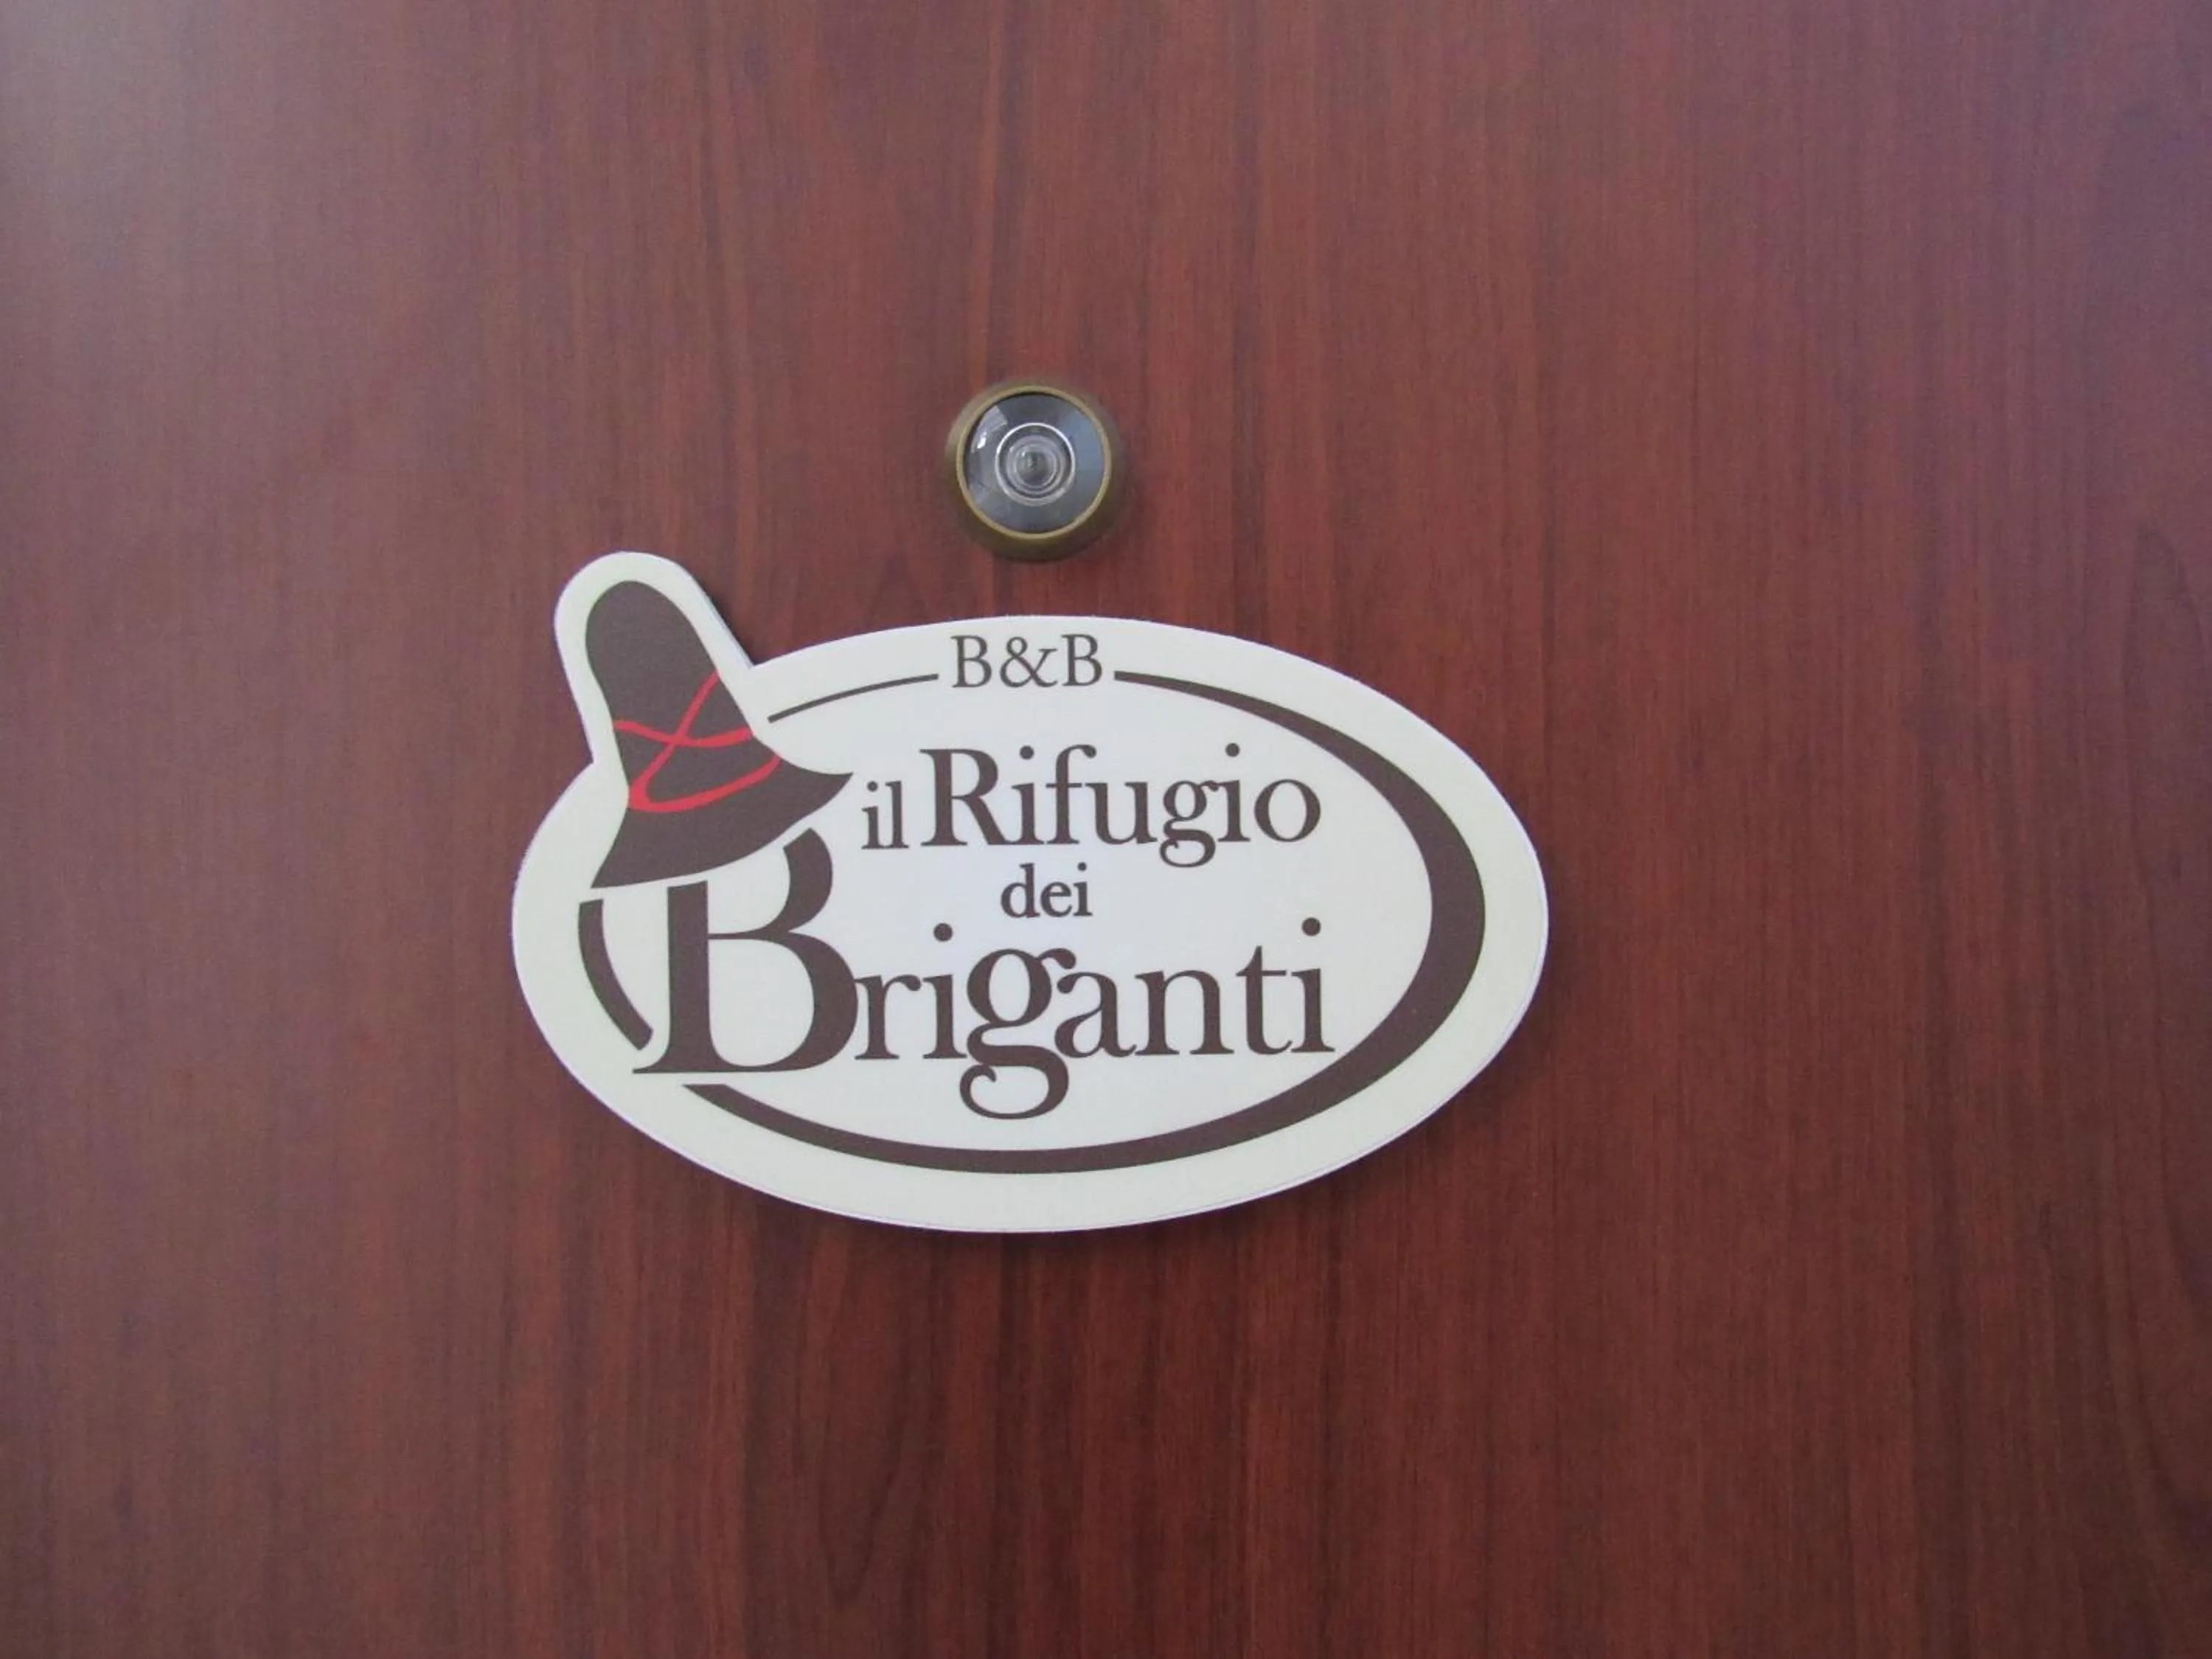 B&B
il Rifugio
dei
Briganti